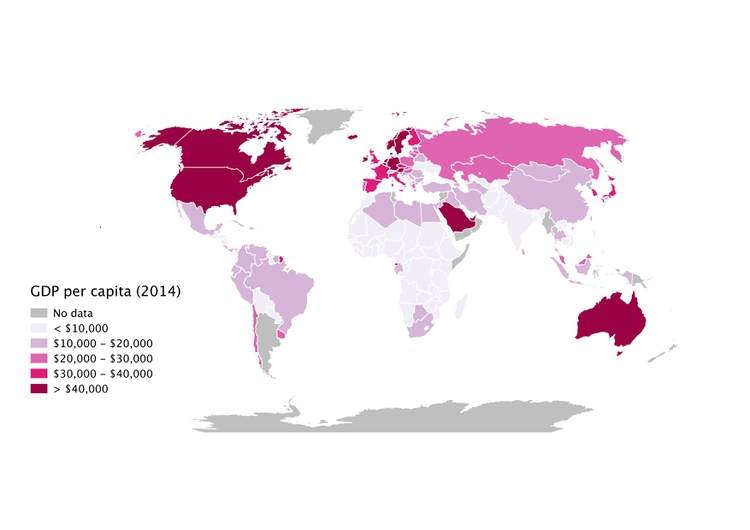 GDP per capita (2014)
No data
< $10,000
$10,000 – $20,000
$20,000 – $30,000
$30,000 – $40,000
> $40,000